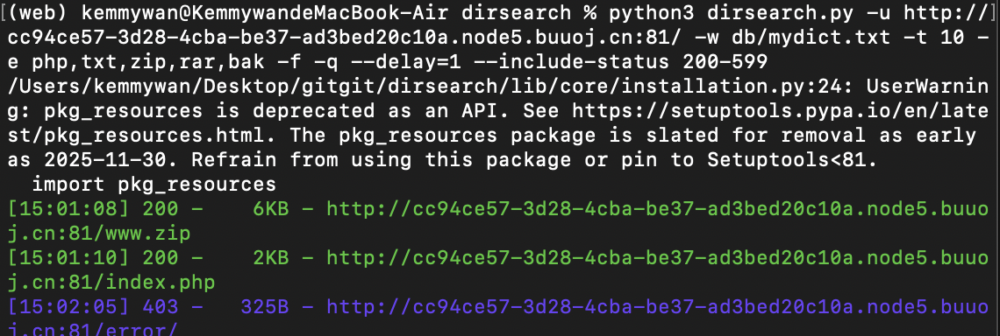 [(web) kemmywan@KemmywandeMacBook-Air dirsearch % python3 dirsearch.py -u http://]
cc94ce57-3d28-4cba-be37-ad3bed20c10a.node5.buuoj.cn:81/ -w db/mydict.txt -t 10 -
e php,txt,zip,rar,bak -f -q --delay=1 --include-status 200-599
/Users/kemmywan/Desktop/gitgit/dirsearch/lib/core/installation.py:24: UserWarnin
g: pkg_resources is deprecated as an API. See https://setuptools.pypa.io/en/late
st/pkg_resources.html. The pkg_resources package is slated for removal as early
as 2025-11-30. Refrain from using this package or pin to Setuptools<81.
  import pkg_resources
[15:01:08] 200 -    6KB - http://cc94ce57-3d28-4cba-be37-ad3bed20c10a.node5.buuo
j.cn:81/www.zip
[15:01:10] 200 -    2KB - http://cc94ce57-3d28-4cba-be37-ad3bed20c10a.node5.buuo
j.cn:81/index.php
[15:02:05] 403 -   325B - http://cc94ce57-3d28-4cba-be37-ad3bed20c10a.node5.buuo
j.cn:81/error/